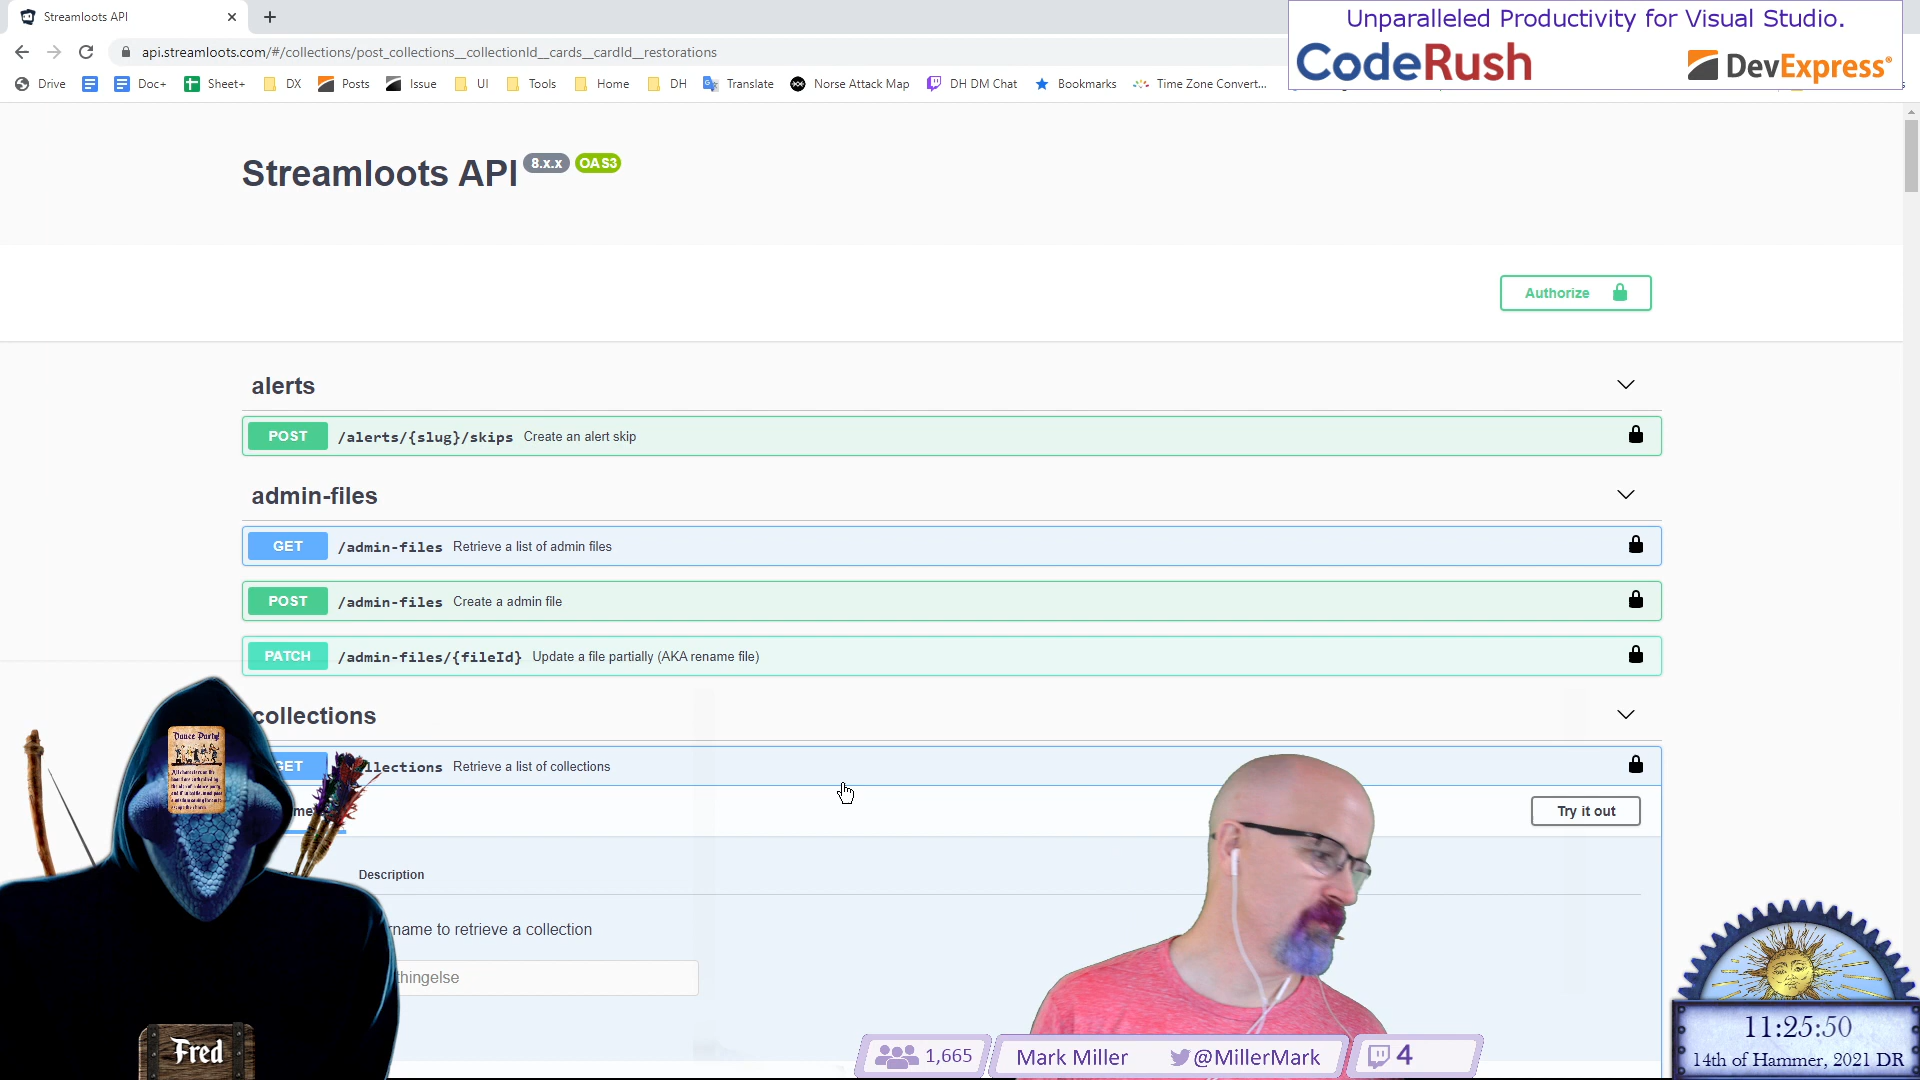 Streamloots API
api.streamloots.com/#/collections/post_collections__collectionId__cards__cardId__restorations
Unparalleled Productivity for Visual Studio.
CodeRush
DevExpress®
Drive
Doc+
Sheet+
DX
Posts
Issue
UI
Tools
Home
DH
Translate
Norse Attack Map
DH DM Chat
Bookmarks
Time Zone Convert...
Streamloots API 8.x.x OAS3
Authorize
alerts
POST /alerts/{slug}/skips Create an alert skip
admin-files
GET /admin-files Retrieve a list of admin files
POST /admin-files Create a admin file
PATCH /admin-files/{fileId} Update a file partially (AKA rename file)
collections
GET llections Retrieve a list of collections
Try it out
Description
rname to retrieve a collection
thingelse
Dance Party!
Fred
1,665
Mark Miller @MillerMark
4
11:25:50
14th of Hammer, 2021 DR